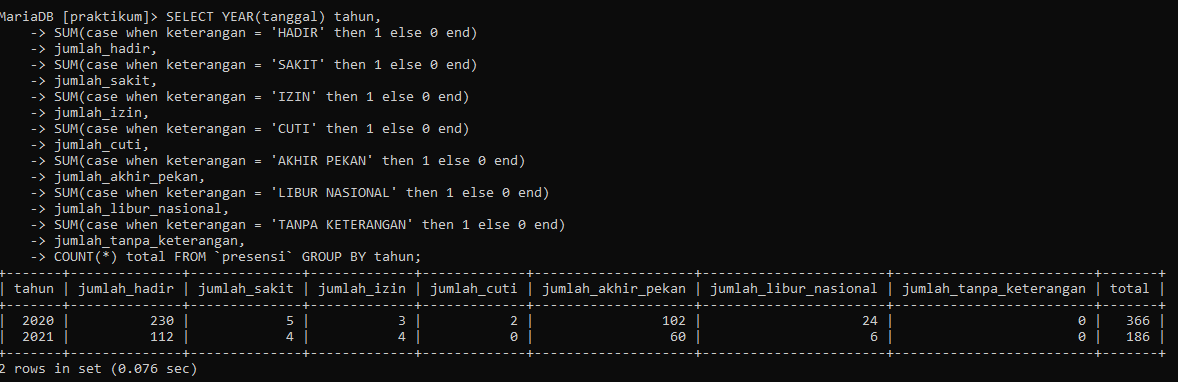 MariaDB [praktikum]> SELECT YEAR(tanggal) tahun,
    -> SUM(case when keterangan = 'HADIR' then 1 else 0 end)
    -> jumlah_hadir,
    -> SUM(case when keterangan = 'SAKIT' then 1 else 0 end)
    -> jumlah_sakit,
    -> SUM(case when keterangan = 'IZIN' then 1 else 0 end)
    -> jumlah_izin,
    -> SUM(case when keterangan = 'CUTI' then 1 else 0 end)
    -> jumlah_cuti,
    -> SUM(case when keterangan = 'AKHIR PEKAN' then 1 else 0 end)
    -> jumlah_akhir_pekan,
    -> SUM(case when keterangan = 'LIBUR NASIONAL' then 1 else 0 end)
    -> jumlah_libur_nasional,
    -> SUM(case when keterangan = 'TANPA KETERANGAN' then 1 else 0 end)
    -> jumlah_tanpa_keterangan,
    -> COUNT(*) total FROM `presensi` GROUP BY tahun;
+-------+--------------+--------------+-------------+-------------+--------------------+-----------------------+-------------------------+-------+
| tahun | jumlah_hadir | jumlah_sakit | jumlah_izin | jumlah_cuti | jumlah_akhir_pekan | jumlah_libur_nasional | jumlah_tanpa_keterangan | total |
+-------+--------------+--------------+-------------+-------------+--------------------+-----------------------+-------------------------+-------+
|  2020 |          230 |            5 |           3 |           2 |                102 |                    24 |                       0 |   366 |
|  2021 |          112 |            4 |           4 |           0 |                 60 |                     6 |                       0 |   186 |
+-------+--------------+--------------+-------------+-------------+--------------------+-----------------------+-------------------------+-------+
2 rows in set (0.076 sec)